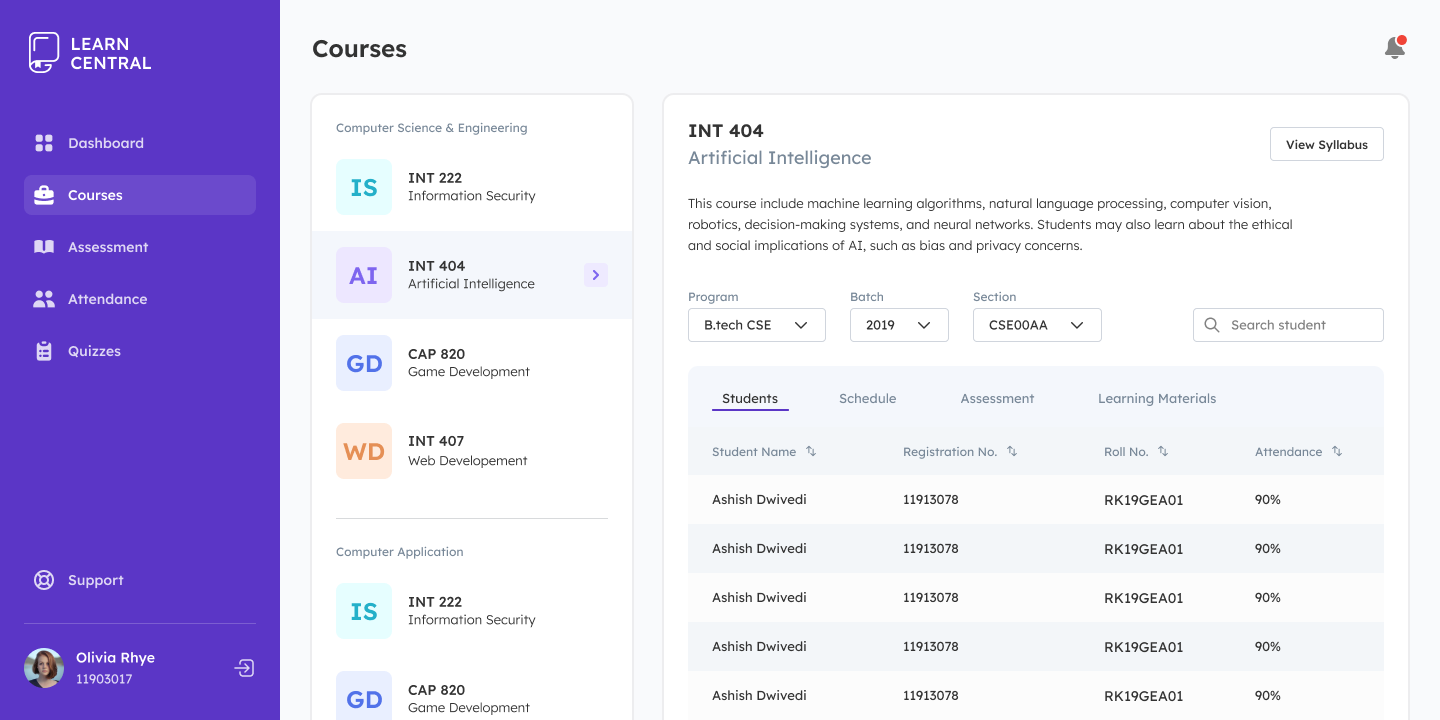 LEARN
CENTRAL
Dashboard
Courses
Assessment
Attendance
Quizzes
Support
Olivia Rhye
11903017
Courses
Computer Science & Engineering
IS
INT 222
Information Security
AI
INT 404
Artificial Intelligence
GD
CAP 820
Game Development
WD
INT 407
Web Developement
Computer Application
IS
INT 222
Information Security
GD
CAP 820
Game Development
INT 404
Artificial Intelligence
View Syllabus
This course include machine learning algorithms, natural language processing, computer vision,
robotics, decision-making systems, and neural networks. Students may also learn about the ethical
and social implications of AI, such as bias and privacy concerns.
Program Batch Section
B.tech CSE 2019 CSE00AA Search student
Students Schedule Assessment Learning Materials
Student Name Registration No. Roll No. Attendance
Ashish Dwivedi 11913078 RK19GEA01 90%
Ashish Dwivedi 11913078 RK19GEA01 90%
Ashish Dwivedi 11913078 RK19GEA01 90%
Ashish Dwivedi 11913078 RK19GEA01 90%
Ashish Dwivedi 11913078 RK19GEA01 90%